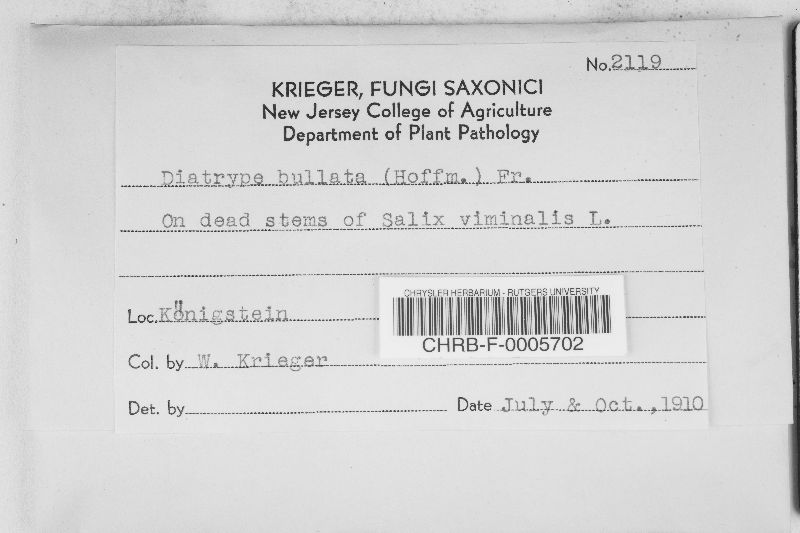 No. 2119
KRIEGER, FUNGI SAXONICI
New Jersey College of Agriculture
Department of Plant Pathology
Diatrype bullata (Hoffm.) Fr.
On dead stems of Salix viminalis L.
CHRYSLER HERBARIUM - RUTGERS UNIVERSITY
Loc. Königstein
CHRB-F-0005702
Col. by W. Krieger
Det. by Date July & Oct., 1910